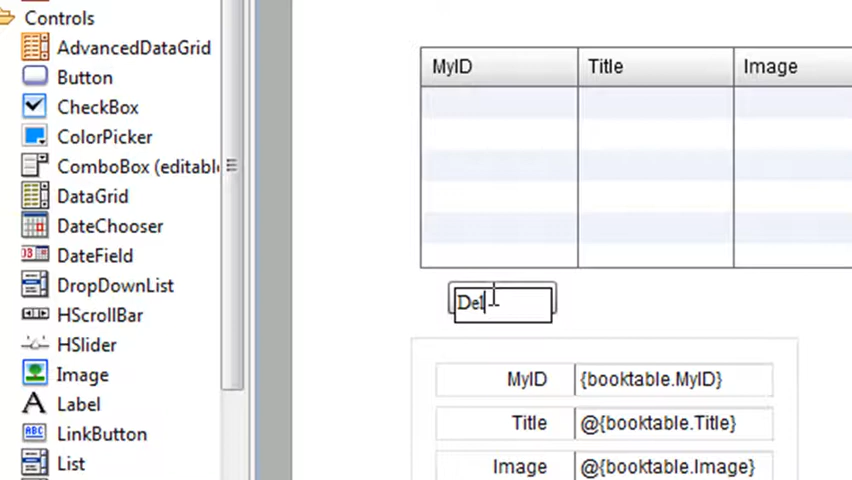 Controls
AdvancedDataGrid
Button
CheckBox
ColorPicker
ComboBox (editabl
DataGrid
DateChooser
DateField
DropDownList
HScrollBar
HSlider
Image
Label
LinkButton
List
MyID Title Image
Del
MyID {booktable.MyID}
Title @{booktable.Title}
Image @{booktable.Image}